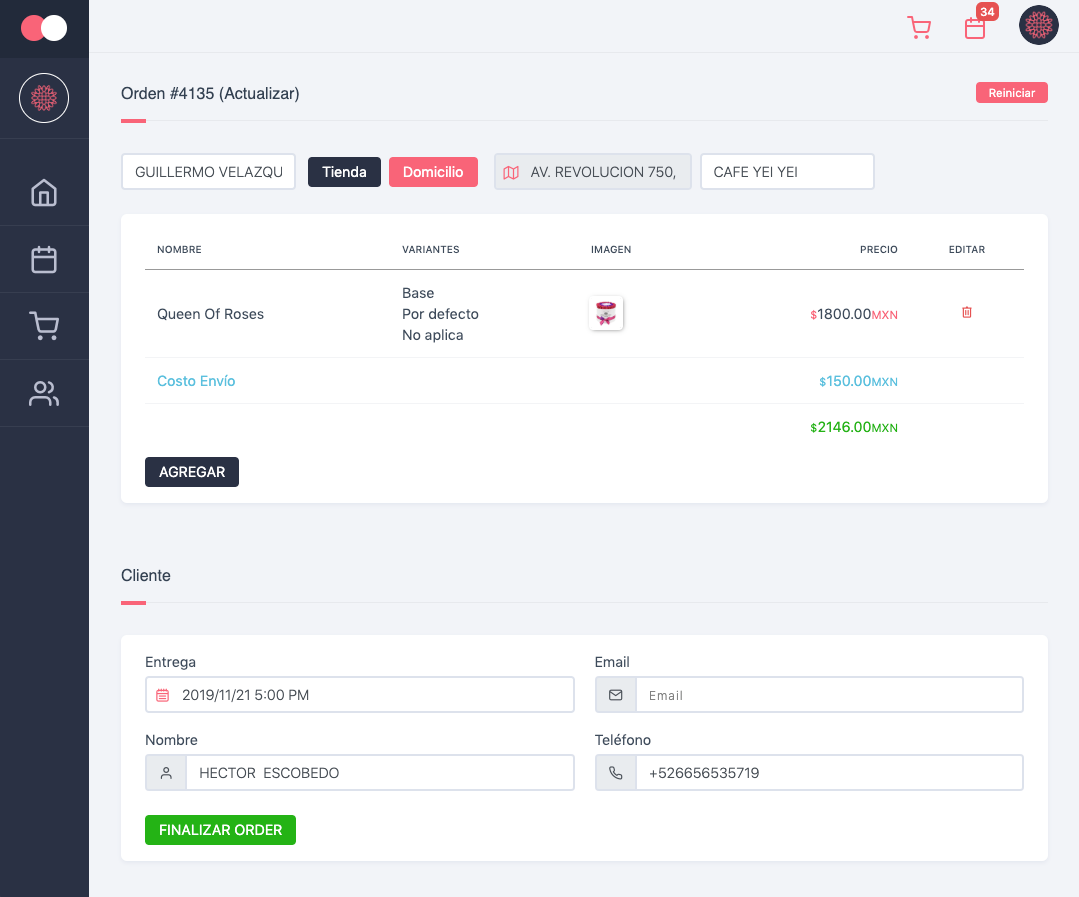 34
Orden #4135 (Actualizar)
Reiniciar
GUILLERMO VELAZQU
Tienda
Domicilio
AV. REVOLUCION 750,
CAFE YEI YEI
NOMBRE VARIANTES IMAGEN PRECIO EDITAR
Queen Of Roses
Base
Por defecto
No aplica
$1800.00MXN
Costo Envío $150.00MXN
$2146.00MXN
AGREGAR
Cliente
Entrega
2019/11/21 5:00 PM
Email
Email
Nombre
HECTOR  ESCOBEDO
Teléfono
+526656535719
FINALIZAR ORDER